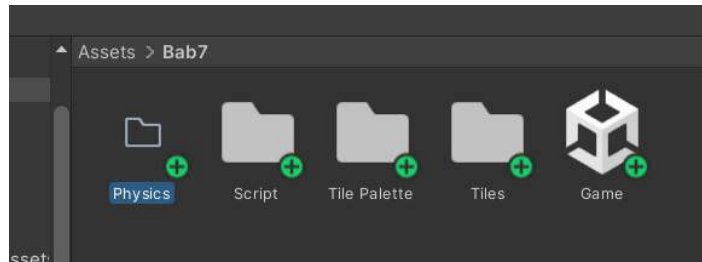 Assets > Bab7
Physics
Script
Tile Palette
Tiles
Game